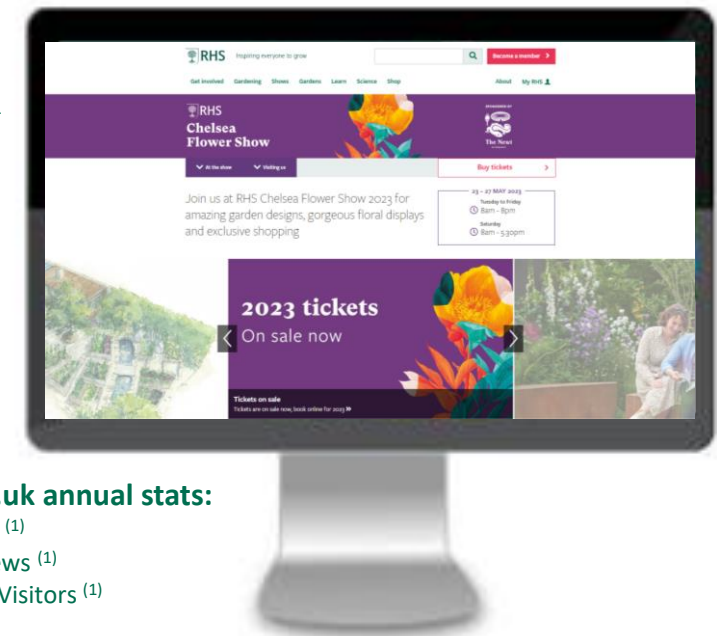 RHS Inspiring everyone to grow
Become a member
Get involved Gardening Shows Gardens Learn Science Shop About My RHS
RHS
Chelsea
Flower Show
SPONSORED BY
The Newt
At the show Visiting us Buy tickets
Join us at RHS Chelsea Flower Show 2023 for
amazing garden designs, gorgeous floral displays
and exclusive shopping
23 - 27 MAY 2023
Tuesday to Friday
8am - 8pm
Saturday
8am - 5.30pm
2023 tickets
On sale now
Tickets on sale
Tickets are on sale now, book online for 2023 »
.uk annual stats:
(1)
ews (1)
Visitors (1)